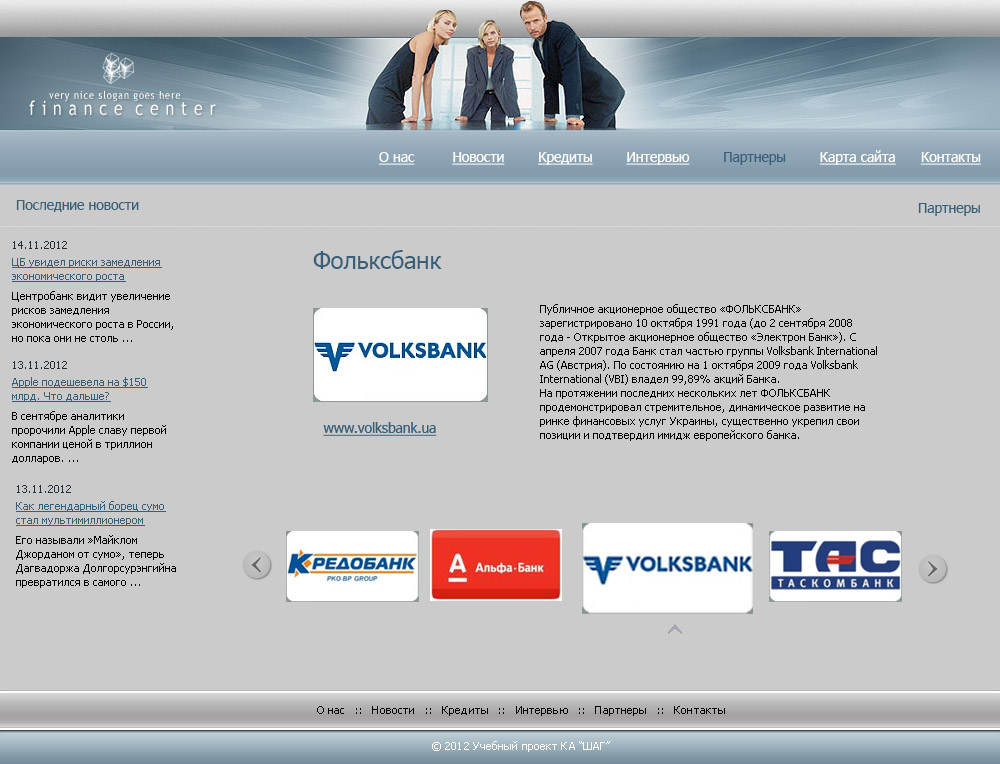 very nice slogan goes here
finance center
О нас Новости Кредиты Интервью Партнеры Карта сайта Контакты
Последние новости
Партнеры
14.11.2012
ЦБ увидел риски замедления
экономического роста
Центробанк видит увеличение
рисков замедления
экономического роста в России,
но пока они не столь ...
13.11.2012
Apple подешевела на $150
млрд. Что дальше?
В сентябре аналитики
пророчили Apple славу первой
компании ценой в триллион
долларов. ...
13.11.2012
Как легендарный борец сумо
стал мультимиллионером
Его называли »Майклом
Джорданом от сумо», теперь
Дагвадоржа Долгорсурэнгийна
превратился в самого ...
Фольксбанк
VOLKSBANK
www.volksbank.ua
Публичное акционерное общество «ФОЛЬКСБАНК»
зарегистрировано 10 октября 1991 года (до 2 сентября 2008
года - Открытое акционерное общество «Электрон Банк»). С
апреля 2007 года Банк стал частью группы Volksbank International
AG (Австрия). По состоянию на 1 октября 2009 года Volksbank
International (VBI) владел 99,89% акций Банка.
На протяжении последних нескольких лет ФОЛЬКСБАНК
продемонстрировал стремительное, динамическое развитие на
ринке финансовых услуг Украины, существенно укрепил свои
позиции и подтвердил имидж европейского банка.
КРЕДОБАНК
PKO BP GROUP
А
Альфа·Банк
VOLKSBANK
ТАС
ТАСКОМБАНК
О нас :: Новости :: Кредиты :: Интервью :: Партнеры :: Контакты
© 2012 Учебный проект КА "ШАГ"